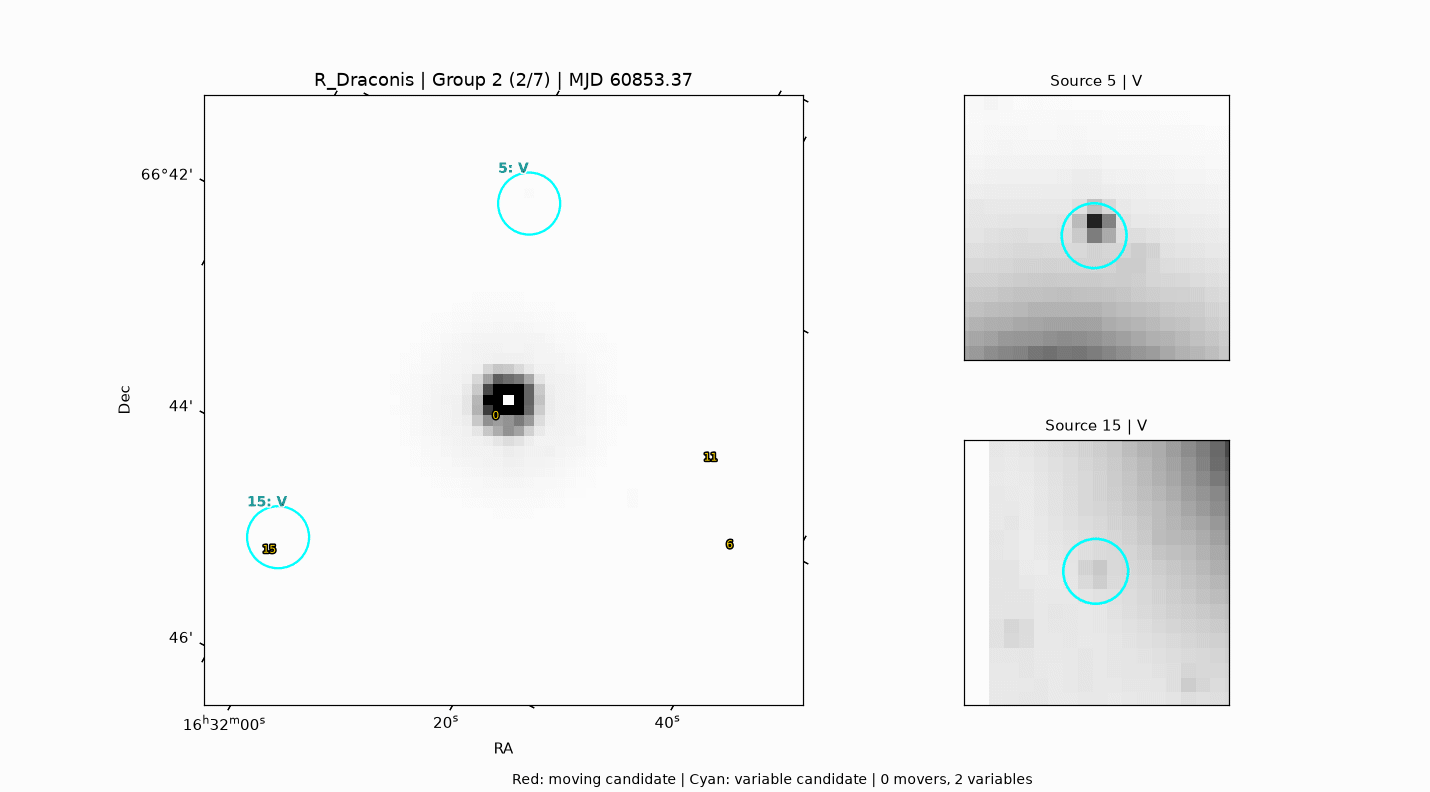 R_Draconis | Group 2 (2/7) | MJD 60853.37
Source 5 | V
5: V
66°42'
44'
0
11
Source 15 | V
15: V
15
6
46'
16ʰ32ᵐ00ˢ
20ˢ
40ˢ
Dec
RA
Red: moving candidate | Cyan: variable candidate | 0 movers, 2 variables